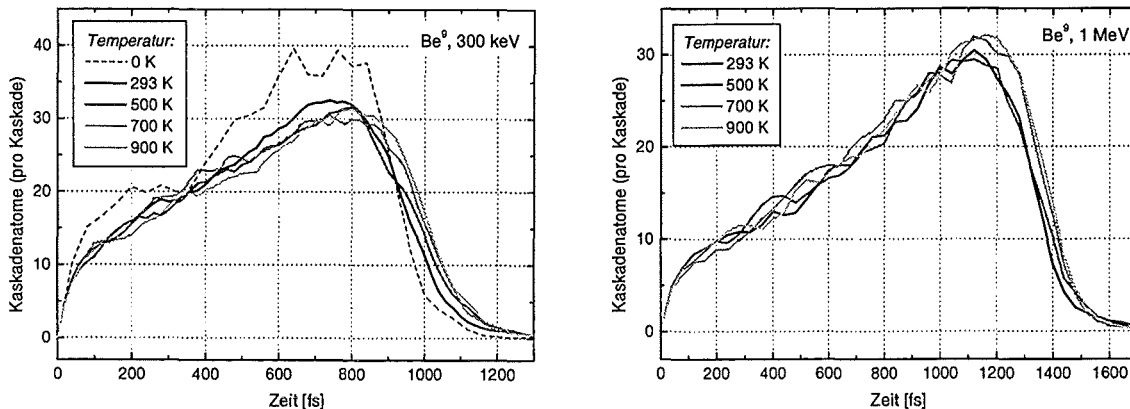 Kaskadenatome (pro Kaskade)
40
30
20
10
0
Temperatur:
0 K
293 K
500 K
700 K
900 K
Be⁹, 300 keV
0 200 400 600 800 1000 1200
Zeit [fs]
Kaskadenatome (pro Kaskade)
30
20
10
0
Temperatur:
293 K
500 K
700 K
900 K
Be⁹, 1 MeV
0 200 400 600 800 1000 1200 1400 1600
Zeit [fs]